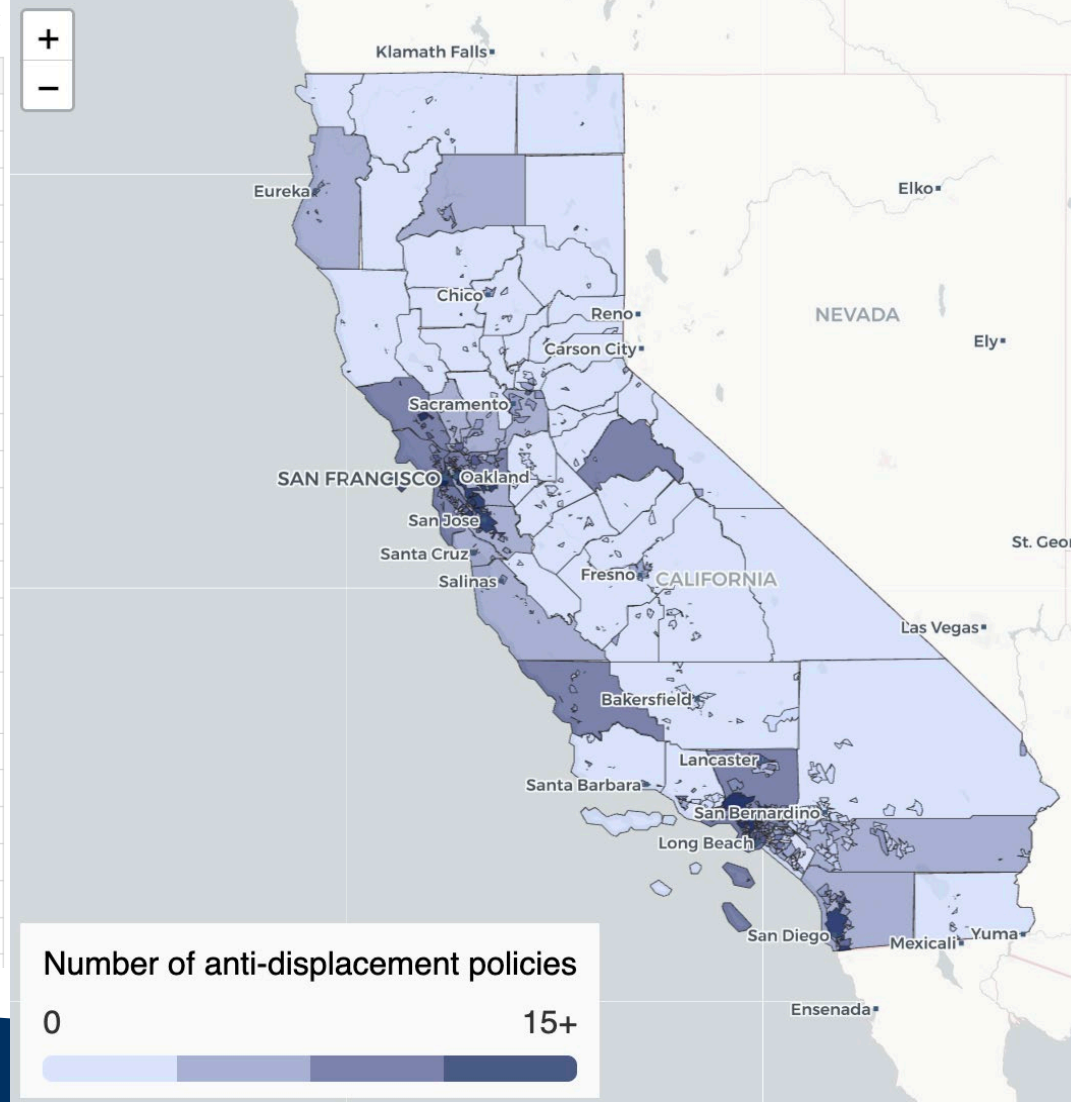 +
−
Klamath Falls
Eureka
Elko
Chico
Reno
NEVADA
Carson City
Ely
Sacramento
SAN FRANCISCO
Oakland
San Jose
St. Geor
Santa Cruz
Salinas
Fresno
CALIFORNIA
Las Vegas
Bakersfield
Lancaster
Santa Barbara
San Bernardino
Long Beach
San Diego
Mexicali
Yuma
Ensenada
Number of anti-displacement policies
0 15+